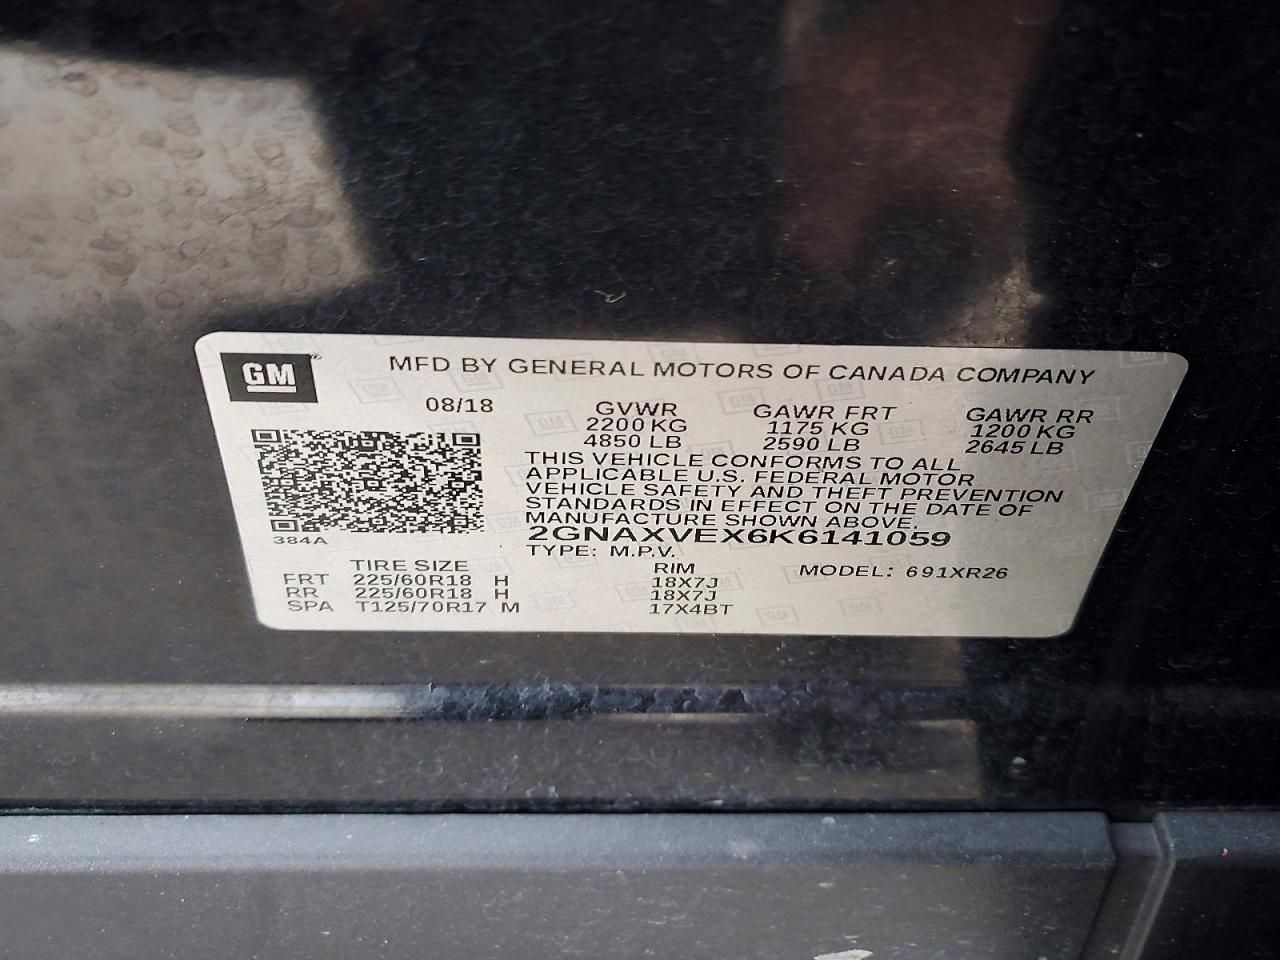 GM
MFD BY GENERAL MOTORS OF CANADA COMPANY
08/18 GVWR GAWR FRT GAWR RR
2200 KG 1175 KG 1200 KG
4850 LB 2590 LB 2645 LB
THIS VEHICLE CONFORMS TO ALL
APPLICABLE U.S. FEDERAL MOTOR
VEHICLE SAFETY AND THEFT PREVENTION
STANDARDS IN EFFECT ON THE DATE OF
MANUFACTURE SHOWN ABOVE.
384A
2GNAXVEX6K6141059
TYPE: M.P.V.
MODEL: 691XR26
TIRE SIZE RIM
FRT 225/60R18 H 18X7J
RR 225/60R18 H 18X7J
SPA T125/70R17 M 17X4BT